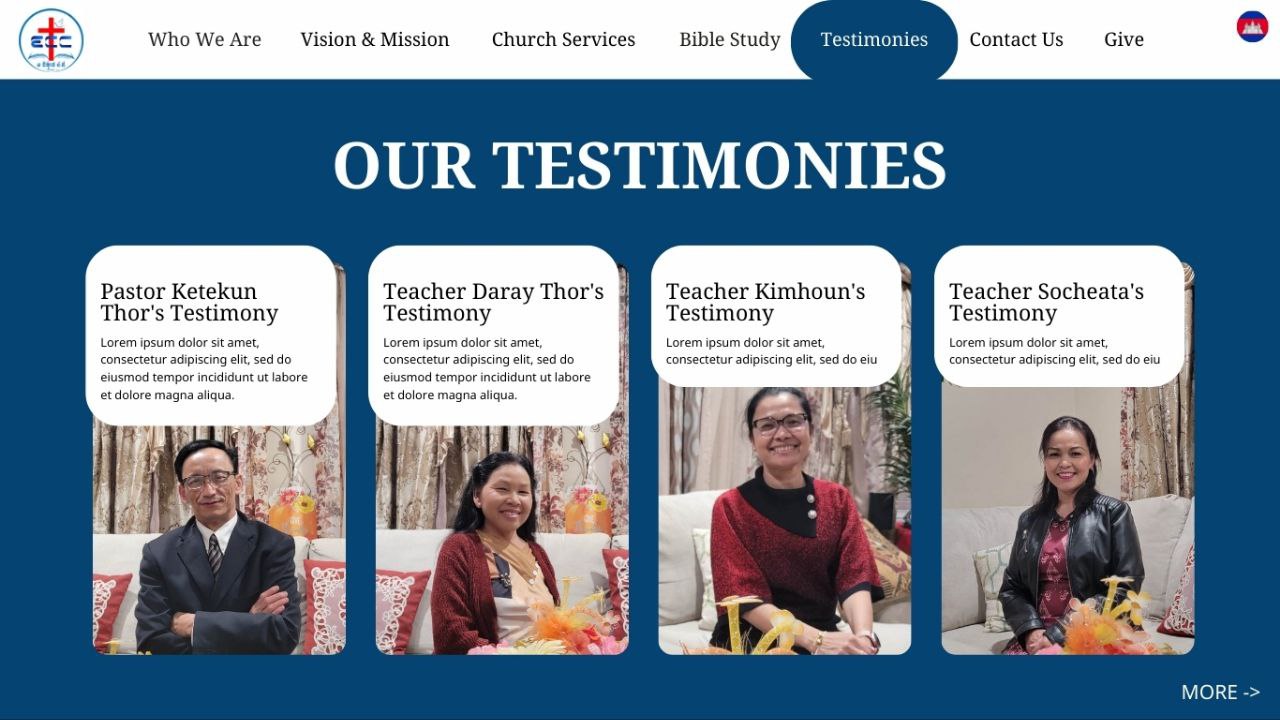 ECC
Who We Are
Vision & Mission
Church Services
Bible Study
Testimonies
Contact Us
Give
OUR TESTIMONIES
Pastor Ketekun
Thor's Testimony
Lorem ipsum dolor sit amet,
consectetur adipiscing elit, sed do
eiusmod tempor incididunt ut labore
et dolore magna aliqua.
Teacher Daray Thor's
Testimony
Lorem ipsum dolor sit amet,
consectetur adipiscing elit, sed do
eiusmod tempor incididunt ut labore
et dolore magna aliqua.
Teacher Kimhoun's
Testimony
Lorem ipsum dolor sit amet,
consectetur adipiscing elit, sed do eiu
Teacher Socheata's
Testimony
Lorem ipsum dolor sit amet,
consectetur adipiscing elit, sed do eiu
MORE ->